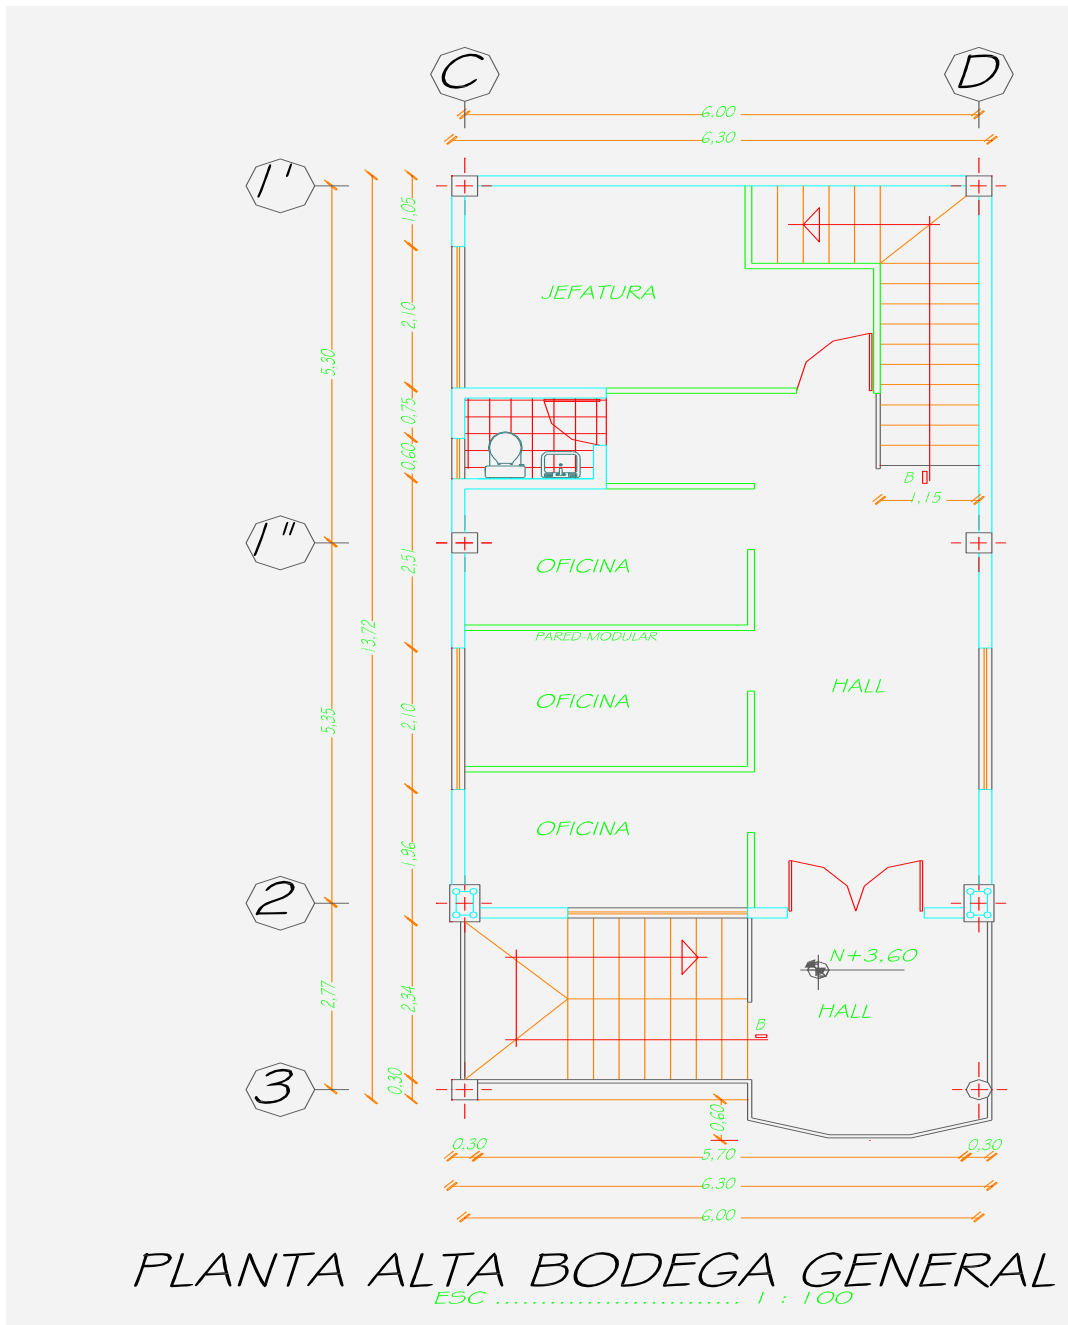 C D
6,00
6,30
1'
1,05
2,10
5,30
JEFATURA
0,75
0,60
B
1,15
1"
2,51
OFICINA
PARED-MODULAR
13,72
HALL
OFICINA
2,10
5,35
OFICINA
1,96
2
N+3.60
2,77
2,34
HALL
B
3
0,30
0,60
0,30 0,30
5,70
6,30
6,00
PLANTA ALTA BODEGA GENERAL
ESC ........................... 1 : 100